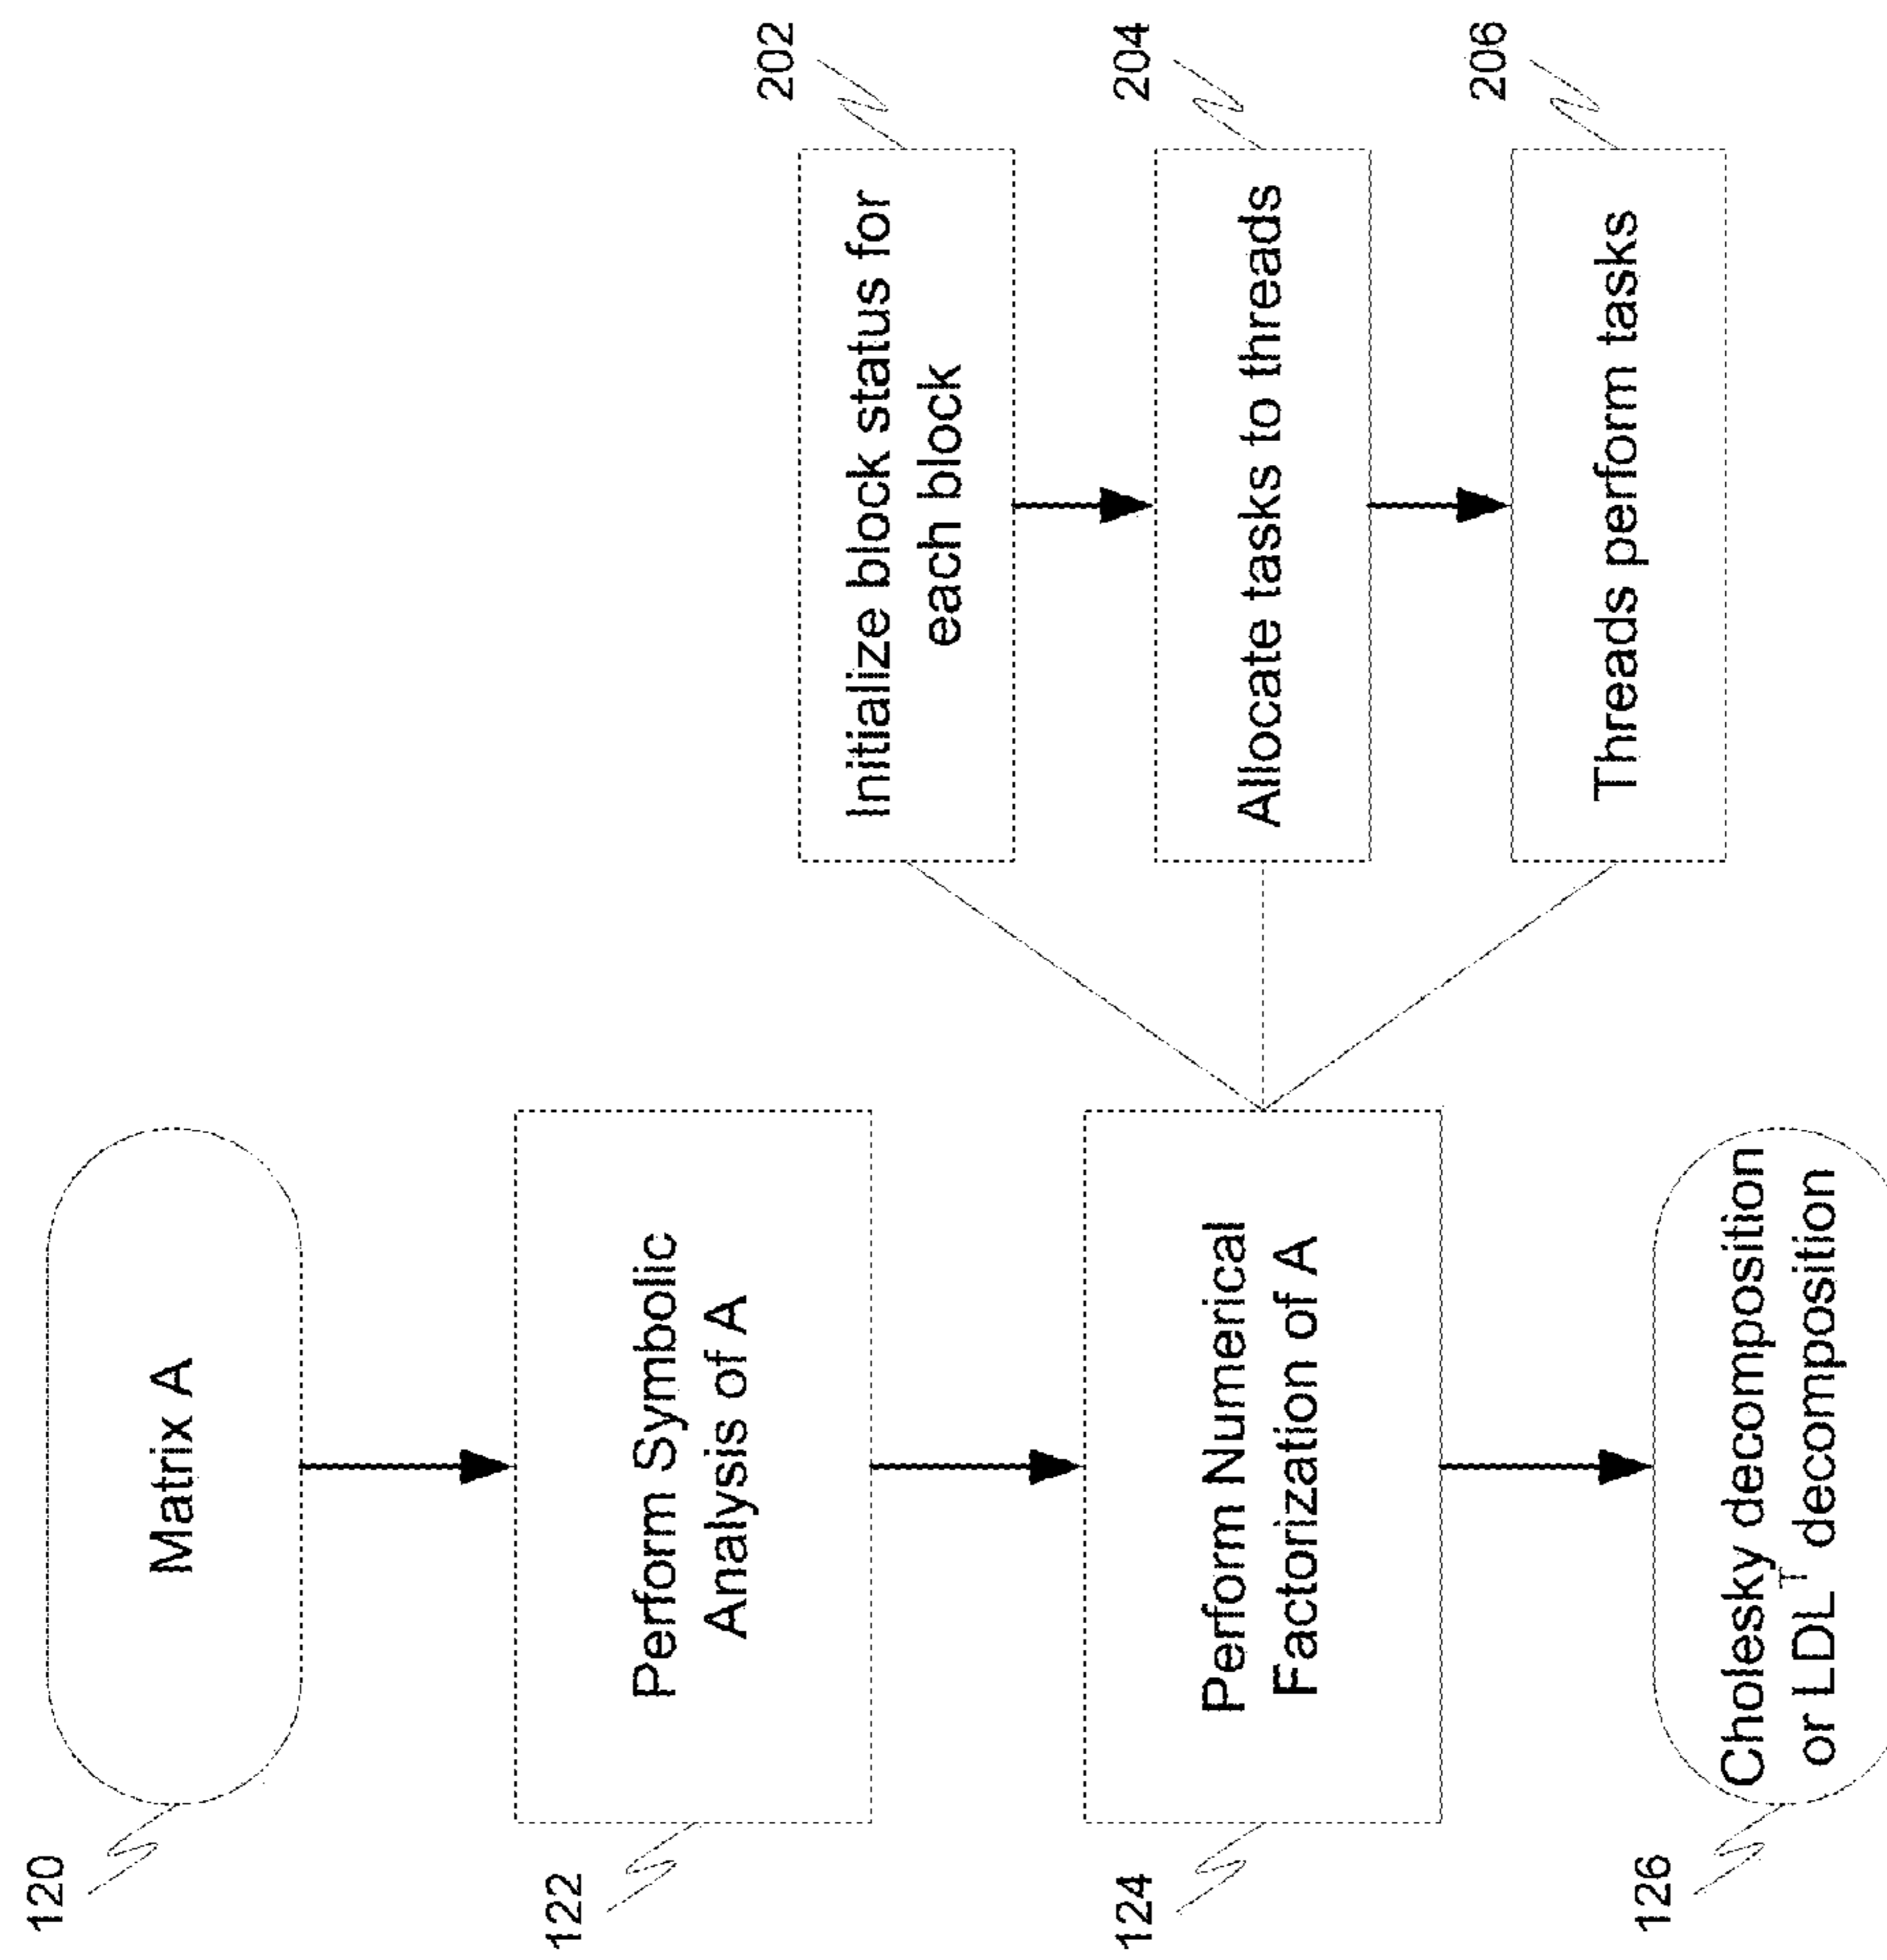 120
Matrix A
122
Perform Symbolic
Analysis of A
124
Perform Numerical
Factorization of A
126
Cholesky decomposition
or LDLᵀ decomposition
202
Initialize block status for
each block
204
Allocate tasks to threads
206
Threads perform tasks